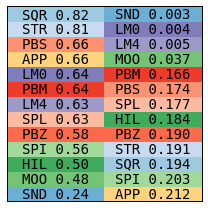 SQR 0.82 SND 0.003
STR 0.81 LM0 0.004
PBS 0.66 LM4 0.005
APP 0.66 MOO 0.037
LM0 0.64 PBM 0.166
PBM 0.64 PBS 0.174
LM4 0.63 SPL 0.177
SPL 0.63 HIL 0.184
PBZ 0.58 PBZ 0.190
SPI 0.56 STR 0.191
HIL 0.50 SQR 0.194
MOO 0.48 SPI 0.203
SND 0.24 APP 0.212